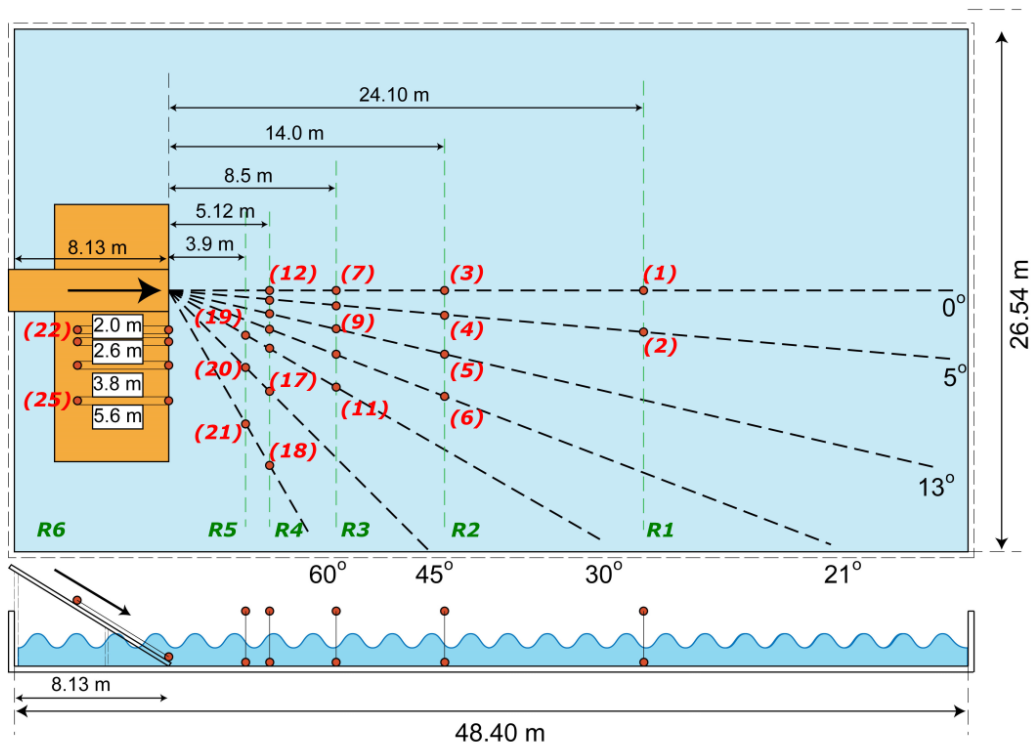 24.10 m
14.0 m
8.5 m
5.12 m
8.13 m
3.9 m
26.54 m
(12)
(7)
(3)
(1)
0°
(19)
(22)
2.0 m
(9)
(4)
(2)
2.6 m
(20)
(5)
5°
3.8 m
(17)
(25)
(11)
(6)
5.6 m
(21)
(18)
13°
R6
R5
R4
R3
R2
R1
60°
45°
30°
21°
8.13 m
48.40 m